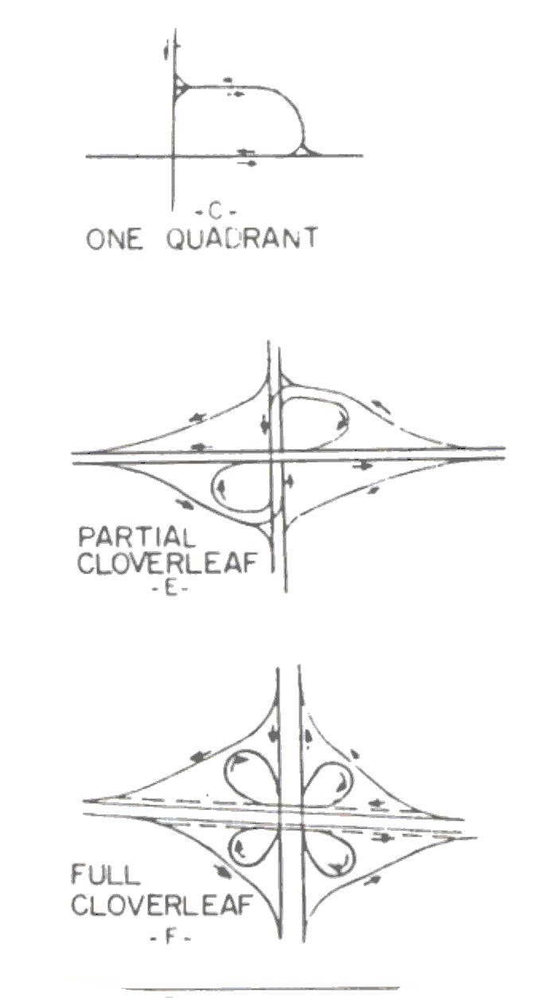 -C-
ONE QUADRANT
PARTIAL
CLOVERLEAF
-E-
FULL
CLOVERLEAF
-F-